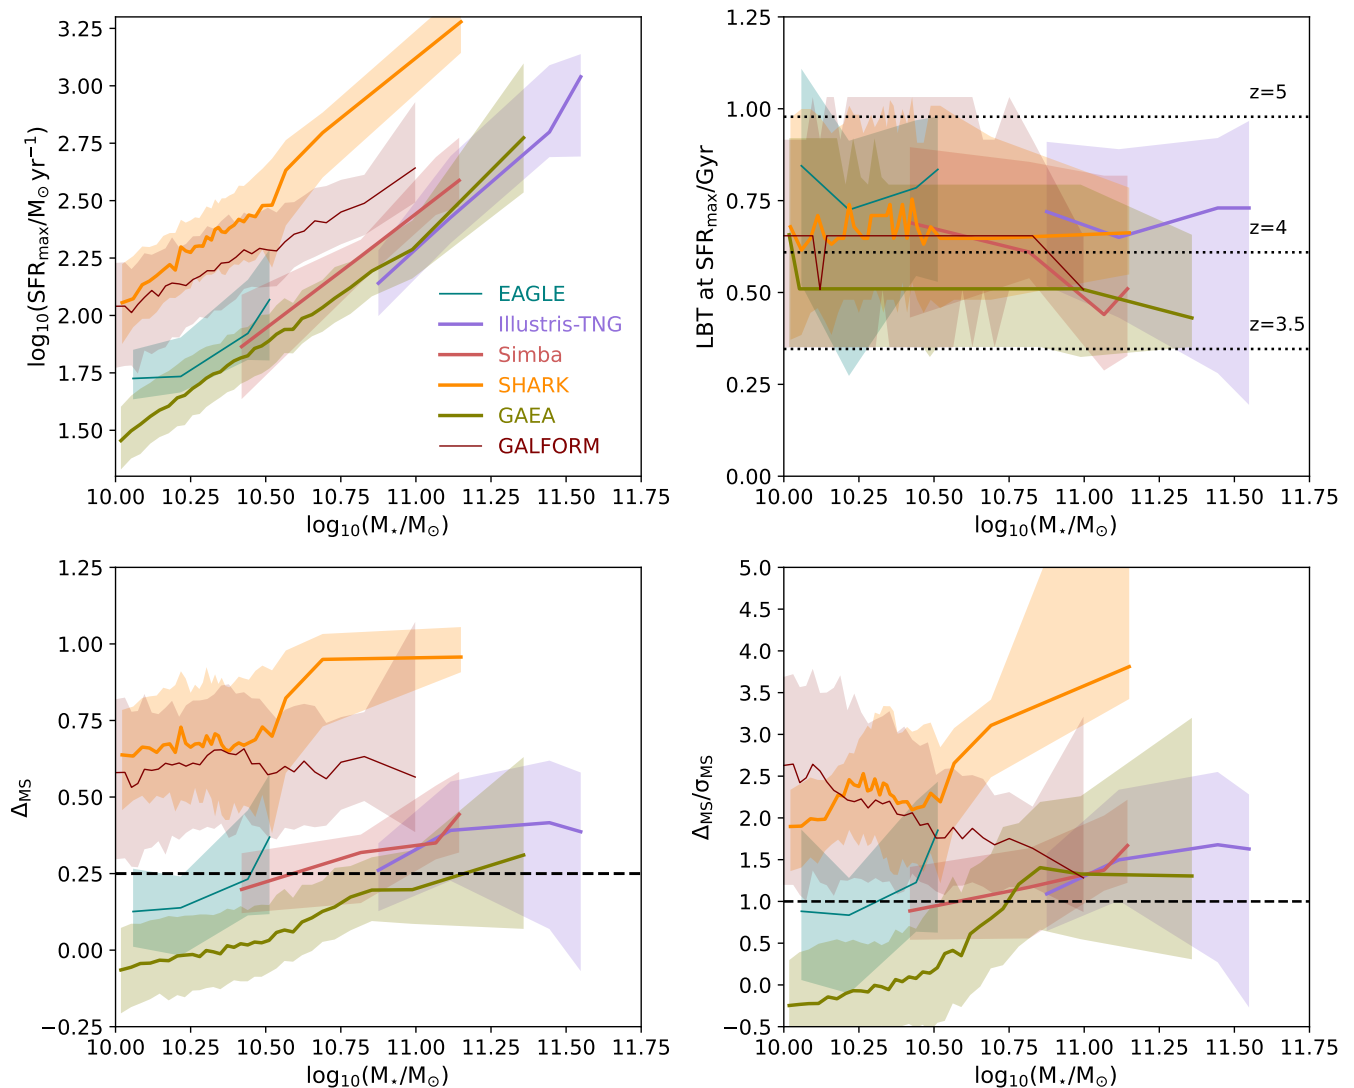 log₁₀(SFRₘₐₓ/M⊙ yr⁻¹)
3.25
3.00
2.75
2.50
2.25
2.00
1.75
1.50
EAGLE
Illustris-TNG
Simba
SHARK
GAEA
GALFORM
10.00 10.25 10.50 10.75 11.00 11.25 11.50 11.75
log₁₀(M⋆/M⊙)
LBT at SFRₘₐₓ/Gyr
1.25
1.00
0.75
0.50
0.25
0.00
z=5
z=4
z=3.5
10.00 10.25 10.50 10.75 11.00 11.25 11.50 11.75
log₁₀(M⋆/M⊙)
Δ_MS
1.25
1.00
0.75
0.50
0.25
0.00
−0.25
10.00 10.25 10.50 10.75 11.00 11.25 11.50 11.75
log₁₀(M⋆/M⊙)
Δ_MS/σ_MS
5.0
4.5
4.0
3.5
3.0
2.5
2.0
1.5
1.0
0.5
0.0
−0.5
10.00 10.25 10.50 10.75 11.00 11.25 11.50 11.75
log₁₀(M⋆/M⊙)